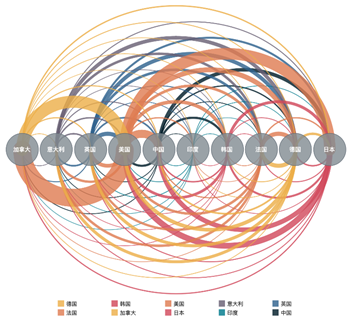 加拿大 意大利 英国 美国 中国 印度 韩国 法国 德国 日本
德国 韩国 美国 意大利 英国
法国 加拿大 日本 印度 中国